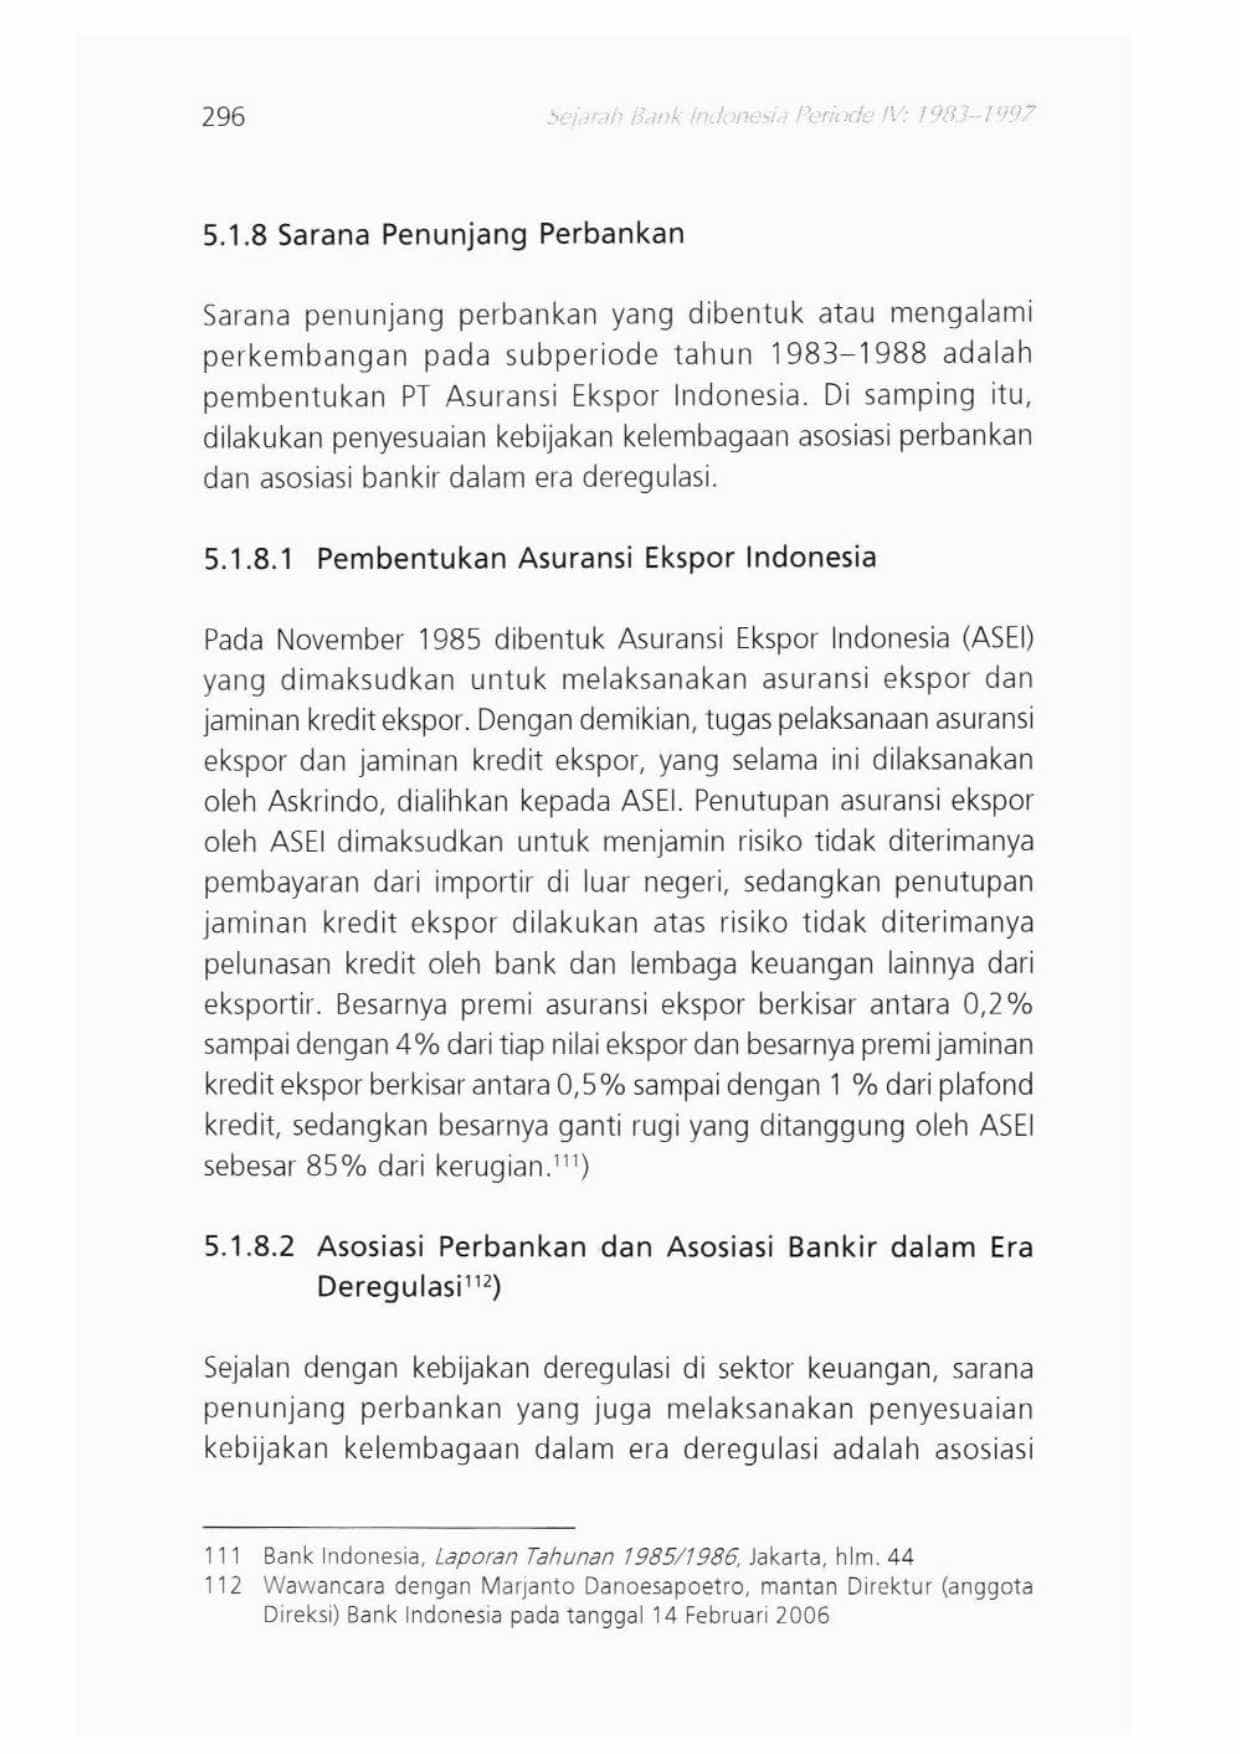 296
Sejarah Bank Indonesia Periode IV: 1983–1997
5.1.8 Sarana Penunjang Perbankan
Sarana penunjang perbankan yang dibentuk atau mengalami
perkembangan pada subperiode tahun 1983–1988 adalah
pembentukan PT Asuransi Ekspor Indonesia. Di samping itu,
dilakukan penyesuaian kebijakan kelembagaan asosiasi perbankan
dan asosiasi bankir dalam era deregulasi.
5.1.8.1 Pembentukan Asuransi Ekspor Indonesia
Pada November 1985 dibentuk Asuransi Ekspor Indonesia (ASEI)
yang dimaksudkan untuk melaksanakan asuransi ekspor dan
jaminan kredit ekspor. Dengan demikian, tugas pelaksanaan asuransi
ekspor dan jaminan kredit ekspor, yang selama ini dilaksanakan
oleh Askrindo, dialihkan kepada ASEI. Penutupan asuransi ekspor
oleh ASEI dimaksudkan untuk menjamin risiko tidak diterimanya
pembayaran dari importir di luar negeri, sedangkan penutupan
jaminan kredit ekspor dilakukan atas risiko tidak diterimanya
pelunasan kredit oleh bank dan lembaga keuangan lainnya dari
eksportir. Besarnya premi asuransi ekspor berkisar antara 0,2%
sampai dengan 4% dari tiap nilai ekspor dan besarnya premi jaminan
kredit ekspor berkisar antara 0,5% sampai dengan 1 % dari plafond
kredit, sedangkan besarnya ganti rugi yang ditanggung oleh ASEI
sebesar 85% dari kerugian.¹¹¹)
5.1.8.2 Asosiasi Perbankan dan Asosiasi Bankir dalam Era
Deregulasi¹¹²)
Sejalan dengan kebijakan deregulasi di sektor keuangan, sarana
penunjang perbankan yang juga melaksanakan penyesuaian
kebijakan kelembagaan dalam era deregulasi adalah asosiasi
111 Bank Indonesia, Laporan Tahunan 1985/1986, Jakarta, hlm. 44
112 Wawancara dengan Marjanto Danoesapoetro, mantan Direktur (anggota
Direksi) Bank Indonesia pada tanggal 14 Februari 2006